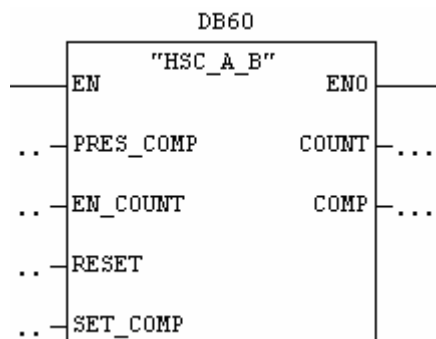 DB60
"HSC_A_B"
EN ENO
.. PRES_COMP COUNT ...
.. EN_COUNT COMP ...
.. RESET
.. SET_COMP